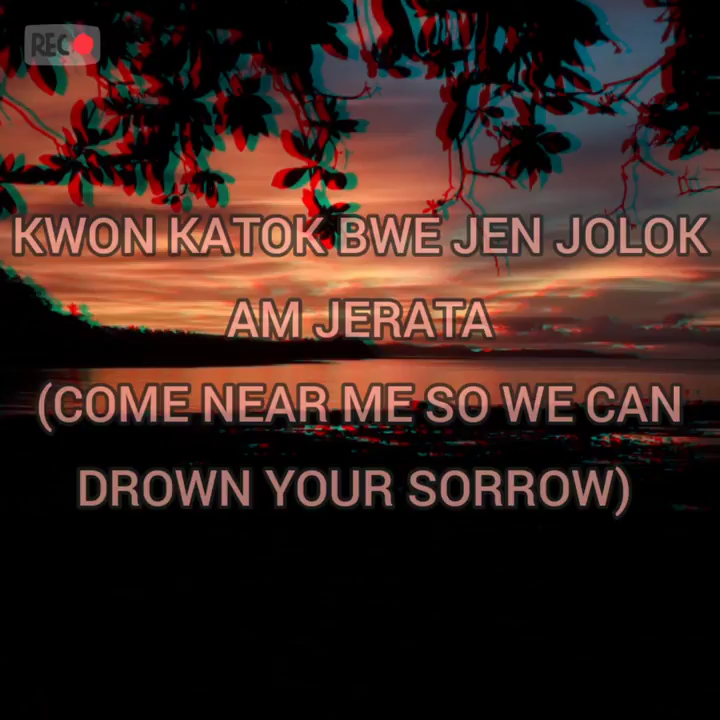 REC
KWON KATOK BWE JEN JOLOK
AM JERATA
(COME NEAR ME SO WE CAN
DROWN YOUR SORROW)